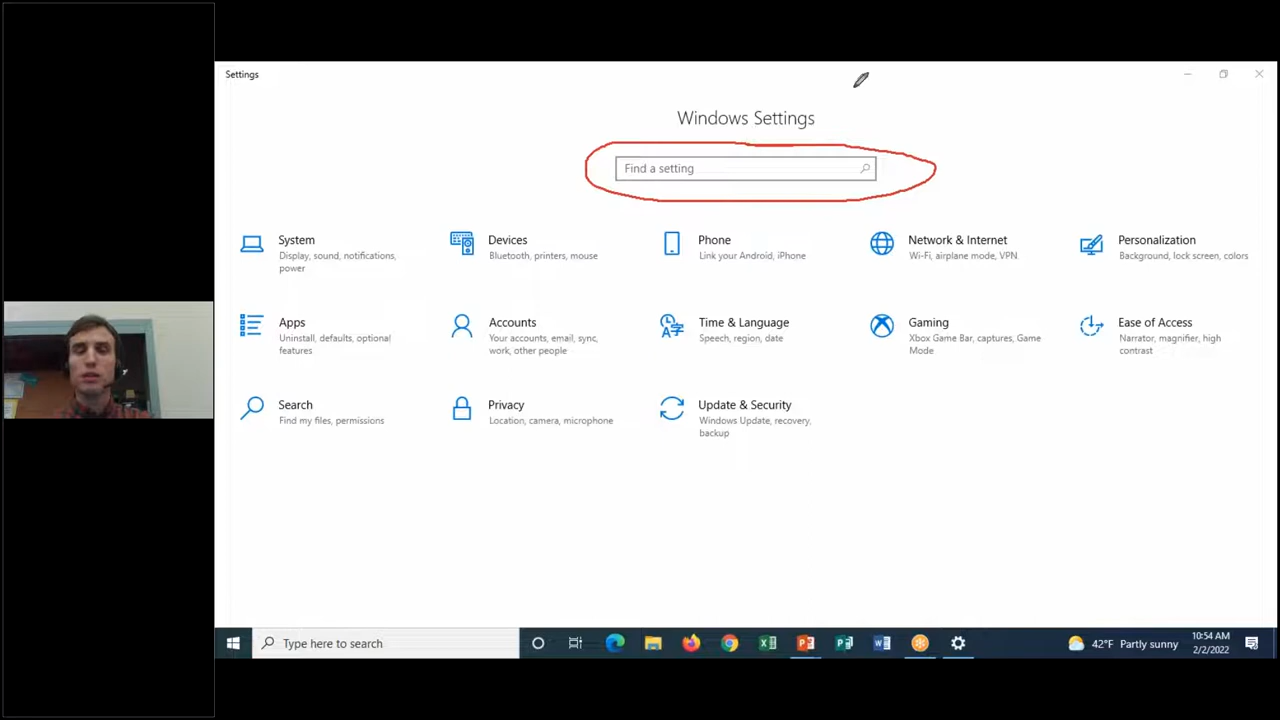 Settings
Windows Settings
Find a setting
System
Display, sound, notifications,
power
Devices
Bluetooth, printers, mouse
Phone
Link your Android, iPhone
Network & Internet
Wi-Fi, airplane mode, VPN
Personalization
Background, lock screen, colors
Apps
Uninstall, defaults, optional
features
Accounts
Your accounts, email, sync,
work, other people
Time & Language
Speech, region, date
Gaming
Xbox Game Bar, captures, Game
Mode
Ease of Access
Narrator, magnifier, high
contrast
Search
Find my files, permissions
Privacy
Location, camera, microphone
Update & Security
Windows Update, recovery,
backup
Type here to search
42°F Partly sunny
10:54 AM
2/2/2022